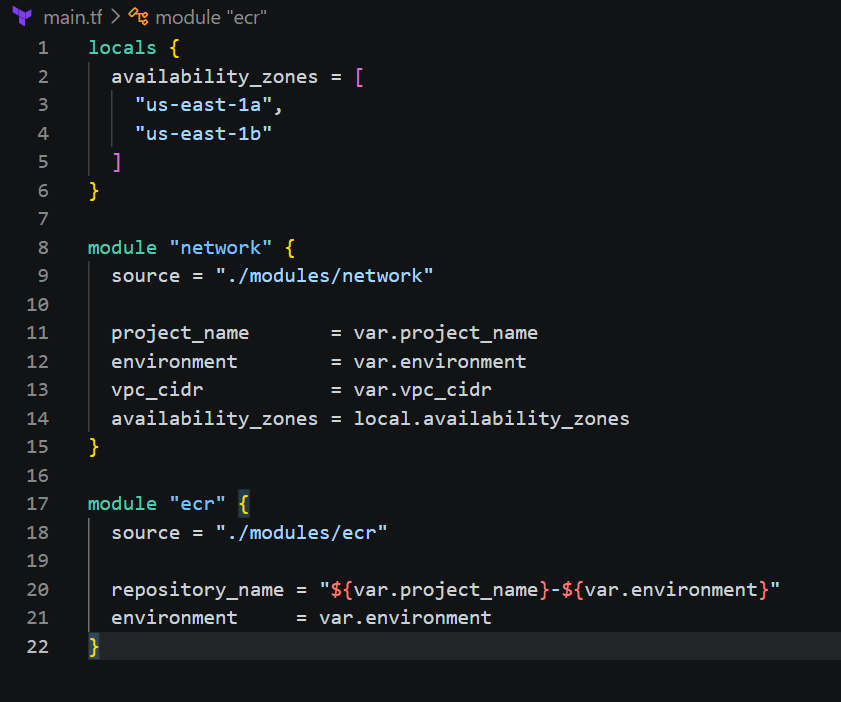 main.tf > module "ecr"
1 locals {
2   availability_zones = [
3     "us-east-1a",
4     "us-east-1b"
5   ]
6 }
7
8 module "network" {
9   source = "./modules/network"
10
11   project_name       = var.project_name
12   environment        = var.environment
13   vpc_cidr           = var.vpc_cidr
14   availability_zones = local.availability_zones
15 }
16
17 module "ecr" {
18   source = "./modules/ecr"
19
20   repository_name = "${var.project_name}-${var.environment}"
21   environment     = var.environment
22 }